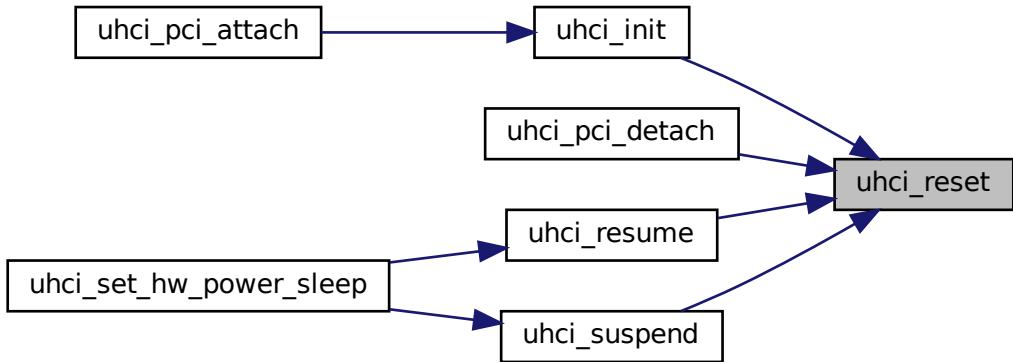 uhci_pci_attach
uhci_init
uhci_pci_detach
uhci_reset
uhci_resume
uhci_set_hw_power_sleep
uhci_suspend